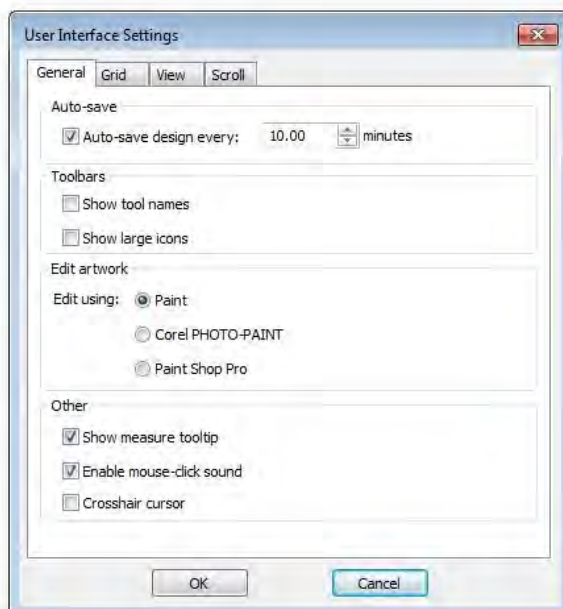 User Interface Settings
General Grid View Scroll
Auto-save
Auto-save design every: 10.00 minutes
Toolbars
Show tool names
Show large icons
Edit artwork
Edit using: Paint
Corel PHOTO-PAINT
Paint Shop Pro
Other
Show measure tooltip
Enable mouse-click sound
Crosshair cursor
OK Cancel